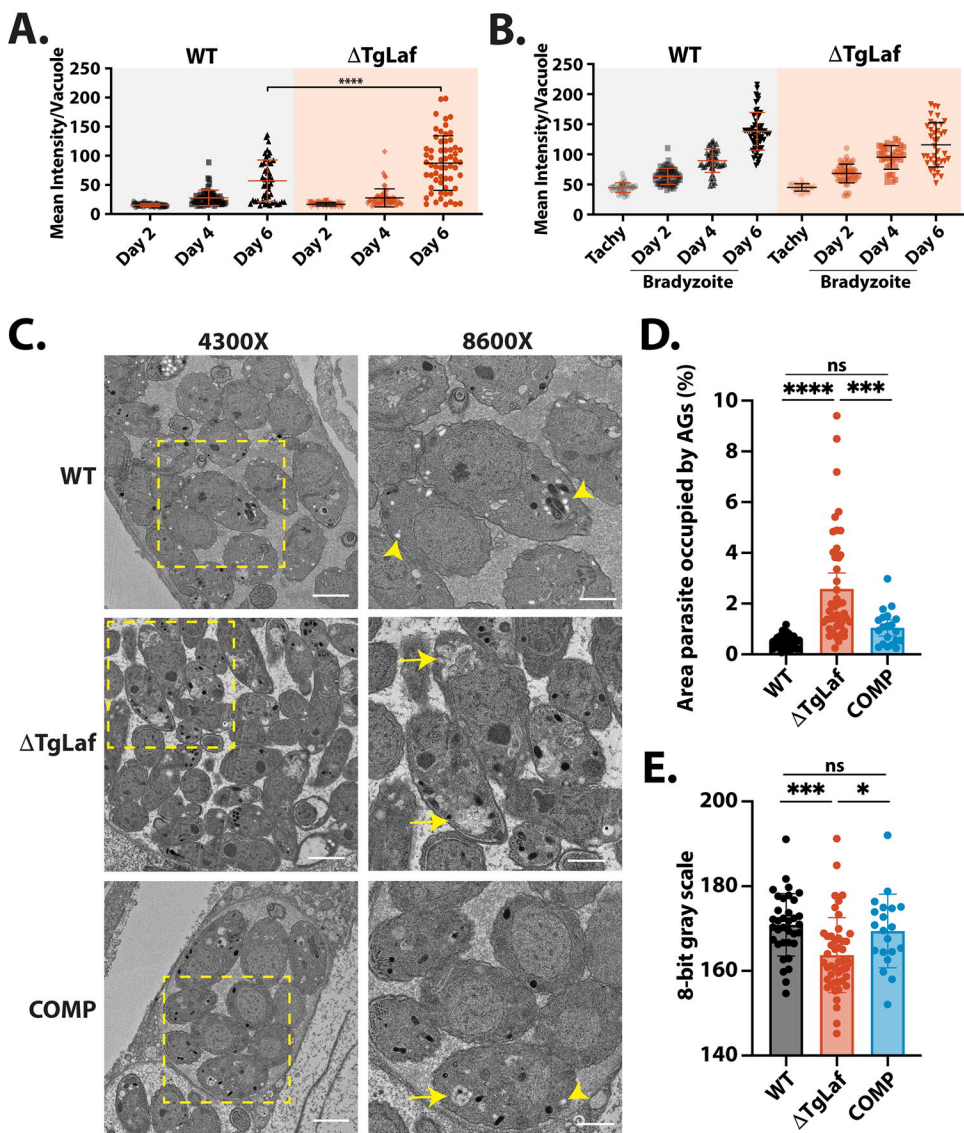 A.
WT
ΔTgLaf
Mean Intensity/Vacuole
250
200
150
100
50
0
****
Day 2
Day 4
Day 6
Day 2
Day 4
Day 6
B.
WT
ΔTgLaf
Mean Intensity/Vacuole
250
200
150
100
50
0
Tachy
Day 2
Day 4
Day 6
Tachy
Day 2
Day 4
Day 6
Bradyzoite
Bradyzoite
C.
4300X
8600X
WT
ΔTgLaf
COMP
D.
Area parasite occupied by AGs (%)
ns
****
***
10
8
6
4
2
0
WT
ΔTgLaf
COMP
E.
8-bit gray scale
ns
***
*
200
180
160
140
WT
ΔTgLaf
COMP